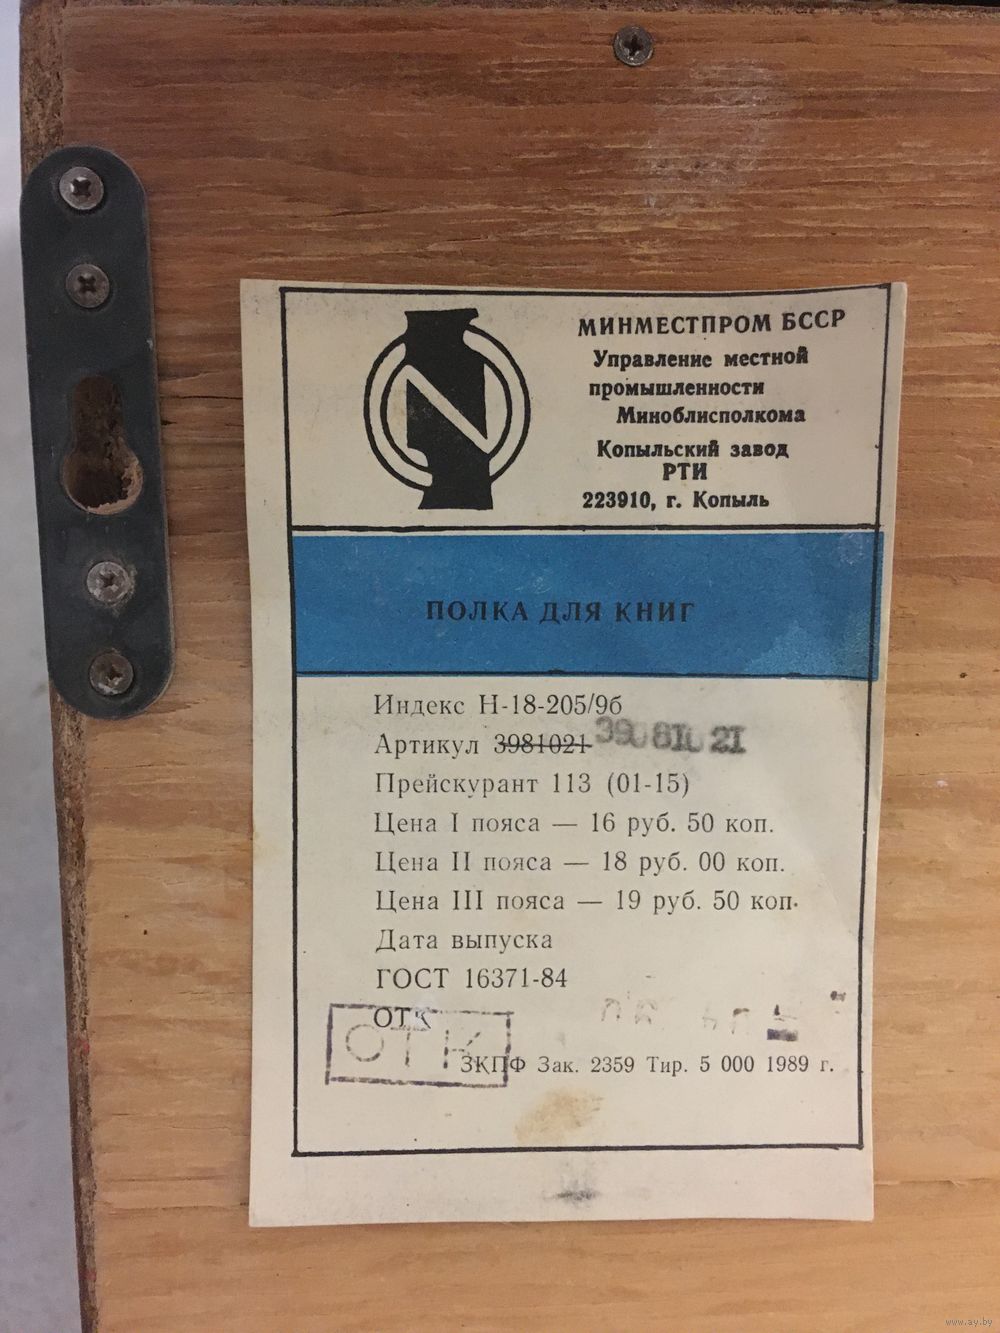 МИНМЕСТПРОМ БССР
Управление местной
промышленности
Миноблисполкома
Копыльский завод
РТИ
223910, г. Копыль
ПОЛКА ДЛЯ КНИГ
Индекс Н-18-205/9б
Артикул 3981021
Прейскурант 113 (01-15)
Цена I пояса — 16 руб. 50 коп.
Цена II пояса — 18 руб. 00 коп.
Цена III пояса — 19 руб. 50 коп.
Дата выпуска
ГОСТ 16371-84
ОТК
ОТК
ЗКПФ Зак. 2359 Тир. 5 000 1989 г.
www.ay.by